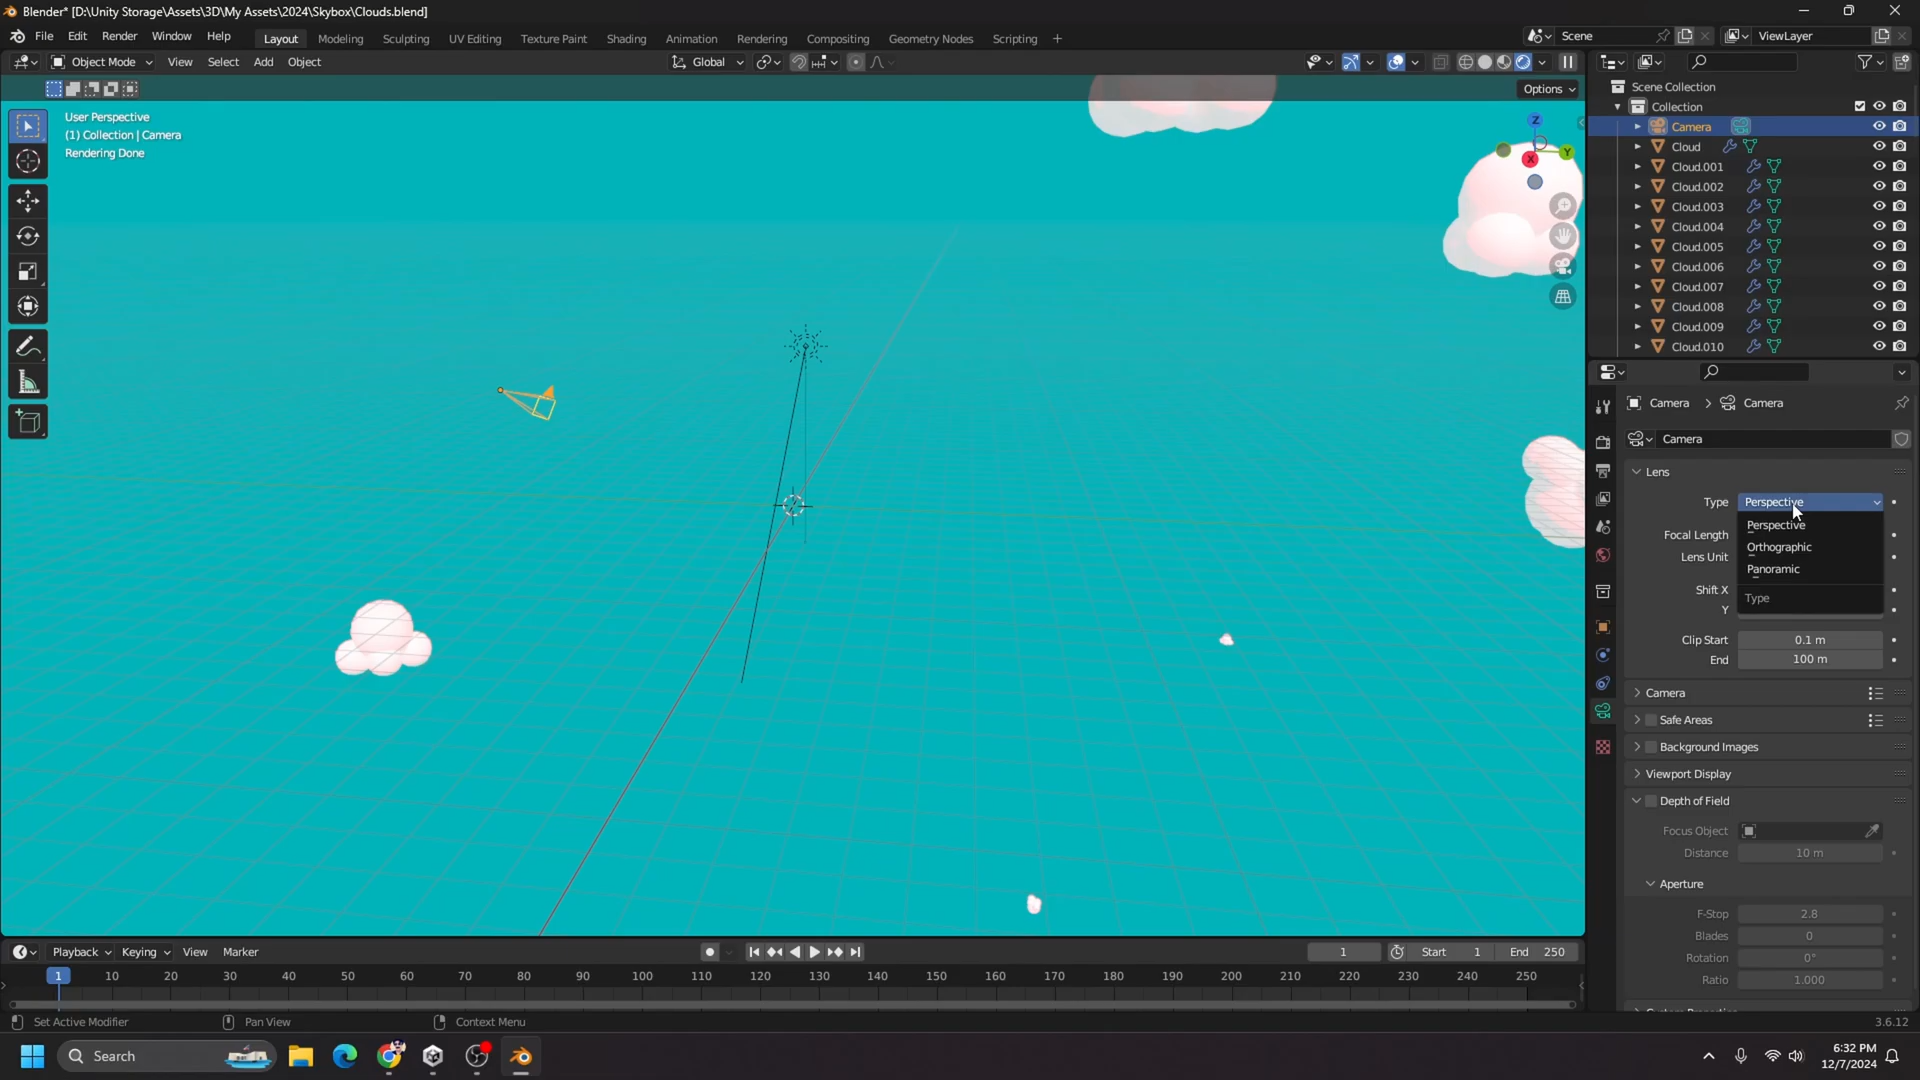 Blender* [D:\Unity Storage\Assets\3D\My Assets\2024\Skybox\Clouds.blend]
File Edit Render Window Help Layout Modeling Sculpting UV Editing Texture Paint Shading Animation Rendering Compositing Geometry Nodes Scripting + Scene ViewLayer
Object Mode View Select Add Object Global
Options
User Perspective
(1) Collection | Camera
Rendering Done
Z
Y
X
Scene Collection
Collection
Camera
Cloud
Cloud.001
Cloud.002
Cloud.003
Cloud.004
Cloud.005
Cloud.006
Cloud.007
Cloud.008
Cloud.009
Cloud.010
Camera > Camera
Camera
Lens
Type Perspective
Perspective
Focal Length
Orthographic
Lens Unit
Panoramic
Shift X
Type
Y
Clip Start 0.1 m
End 100 m
Camera
Safe Areas
Background Images
Viewport Display
Depth of Field
Focus Object
Distance 10 m
Aperture
F-Stop 2.8
Blades 0
Rotation 0°
Ratio 1.000
Playback Keying View Marker 1 Start 1 End 250
1 10 20 30 40 50 60 70 80 90 100 110 120 130 140 150 160 170 180 190 200 210 220 230 240 250
Set Active Modifier Pan View Context Menu 3.6.12
Search
6:32 PM
12/7/2024